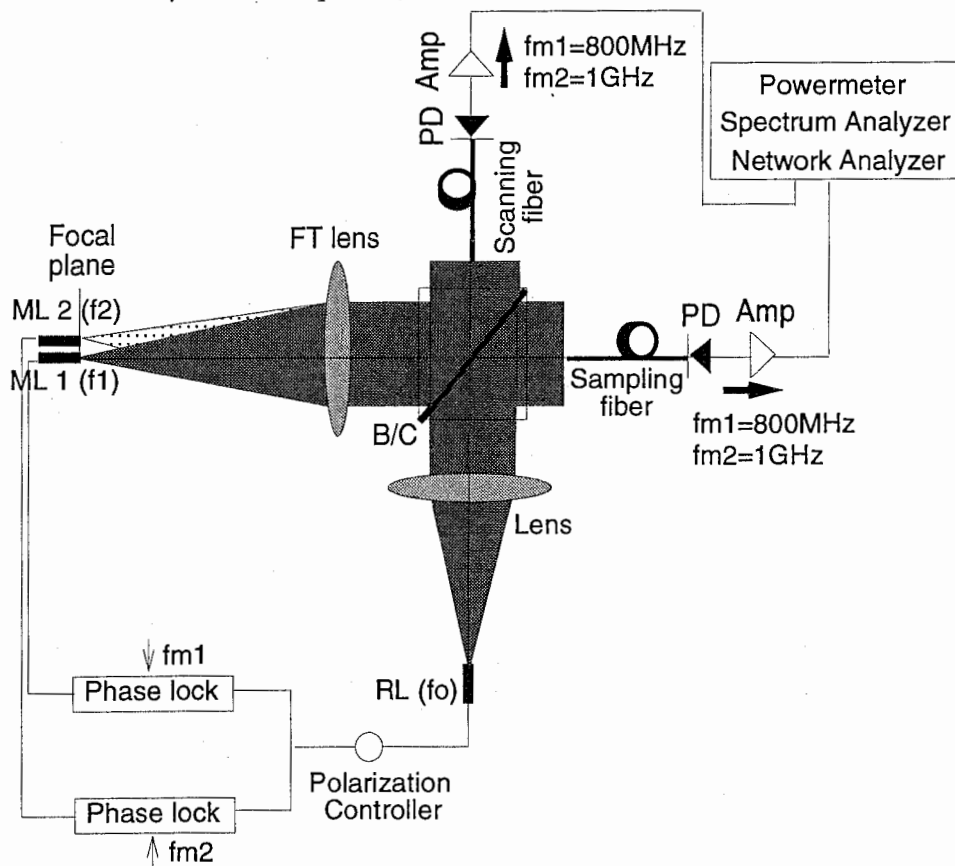 fm1=800MHz
fm2=1GHz
Amp
PD
Powermeter
Spectrum Analyzer
Network Analyzer
Scanning
fiber
FT lens
Focal
plane
ML 2 (f2)
ML 1 (f1)
PD
Amp
Sampling
fiber
B/C
fm1=800MHz
fm2=1GHz
Lens
fm1
Phase lock
RL (fo)
Polarization
Controller
Phase lock
fm2